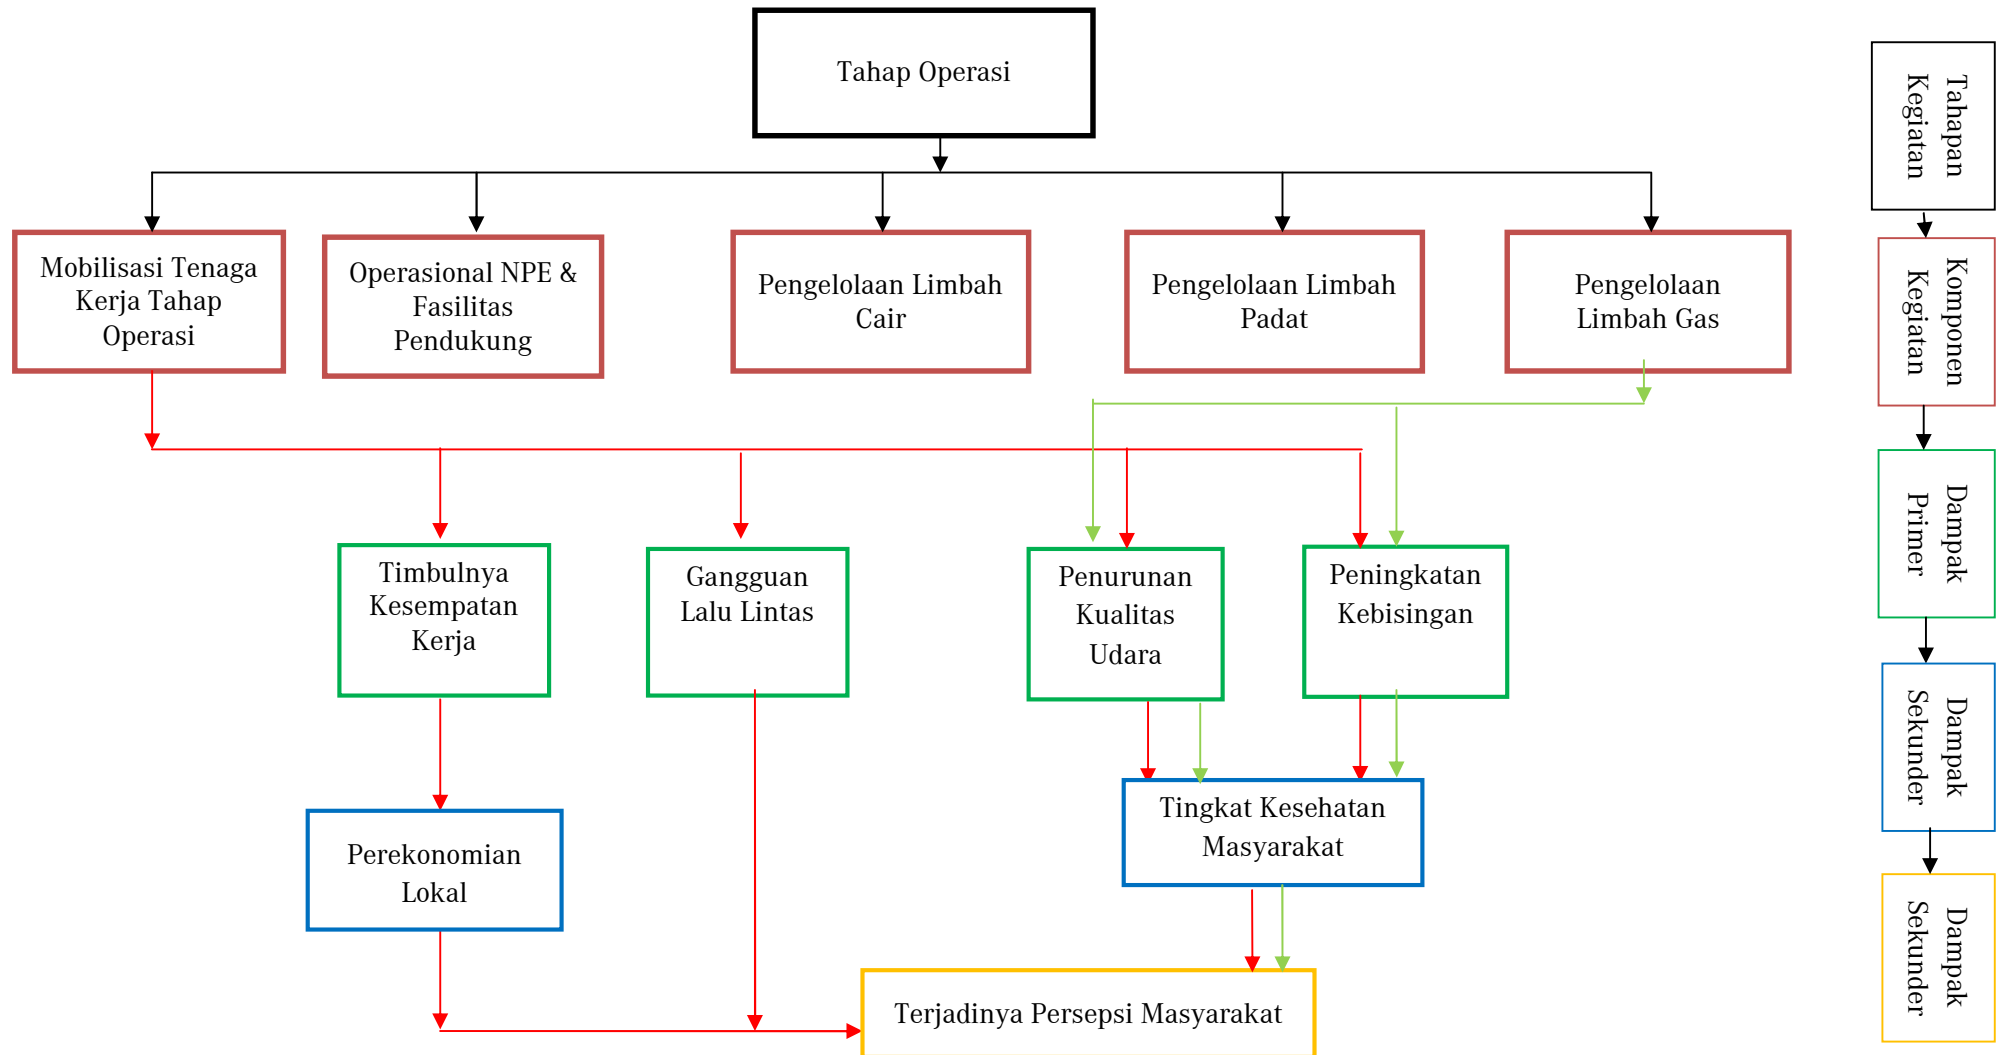 Tahap Operasi
Mobilisasi Tenaga
Kerja Tahap
Operasi
Operasional NPE &
Fasilitas
Pendukung
Pengelolaan Limbah
Cair
Pengelolaan Limbah
Padat
Pengelolaan
Limbah Gas
Timbulnya
Kesempatan
Kerja
Gangguan
Lalu Lintas
Penurunan
Kualitas
Udara
Peningkatan
Kebisingan
Perekonomian
Lokal
Tingkat Kesehatan
Masyarakat
Terjadinya Persepsi Masyarakat
Tahapan
Kegiatan
Komponen
Kegiatan
Dampak
Primer
Dampak
Sekunder
Dampak
Sekunder